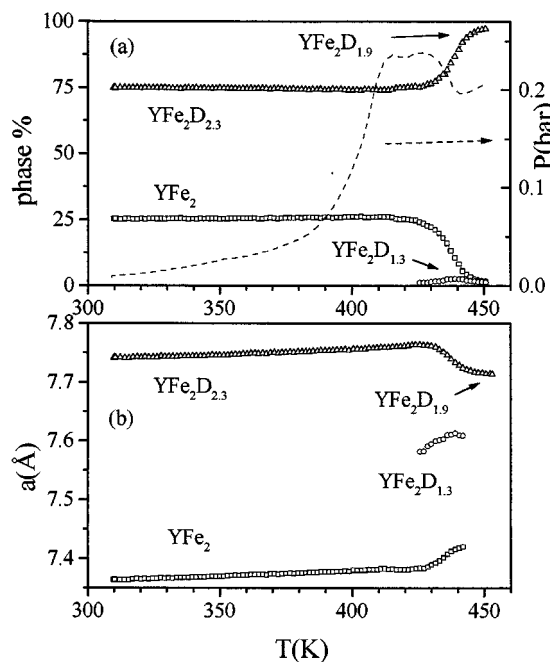 100
(a)
YFe₂D₁.₉
75
YFe₂D₂.₃
0.2
phase %
50
P(bar)
YFe₂
0.1
25
YFe₂D₁.₃
0
0.0
300
350
400
450
7.8
7.7
YFe₂D₂.₃
YFe₂D₁.₉
(b)
a(Å)
7.6
YFe₂D₁.₃
7.5
YFe₂
7.4
300
350
400
450
T(K)